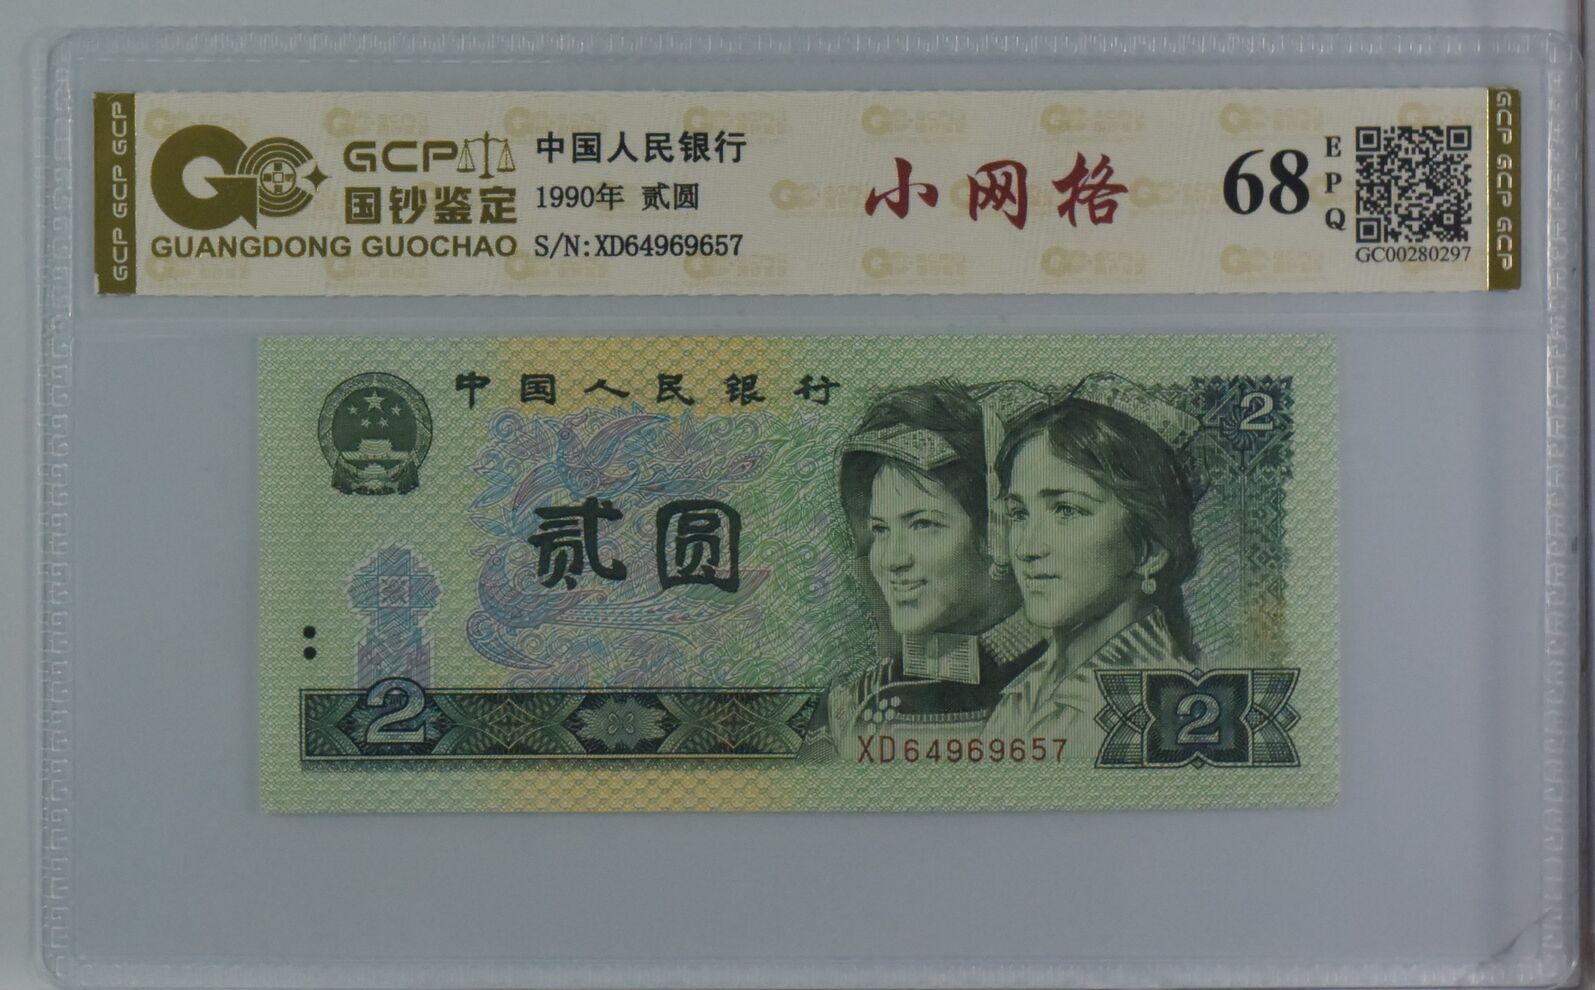 GCP GCP GCP
GCP
国钞鉴定
GUANGDONG GUOCHAO
中国人民银行
1990年 贰圆
S/N:XD64969657
小网格
68
EPQ
GC00280297
GCP GCP GCP
中国人民银行
2
贰圆
2
XD64969657
2